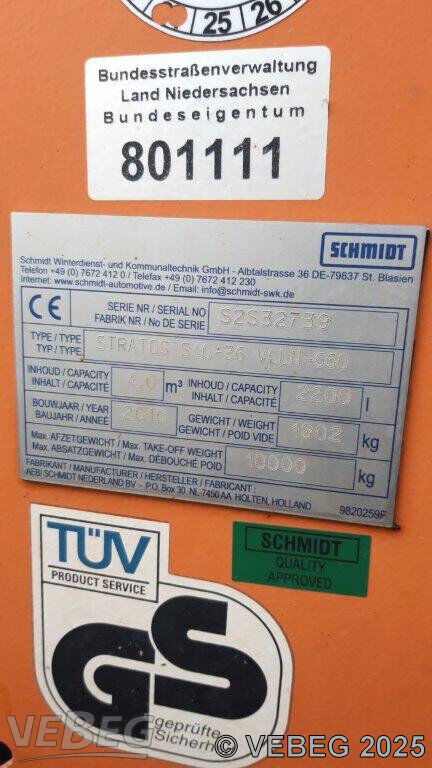 25 26
Bundesstraßenverwaltung
Land Niedersachsen
Bundeseigentum
801111
SCHMIDT
Schmidt Winterdienst- und Kommunaltechnik GmbH - Albtalstrasse 36 DE-79837 St. Blasien
Telefon +49 (0) 7672 412 0 / Telefax +49 (0) 7672 412 230
Internet: www.schmidt-automotive.de / Email: info@schmidt-swk.de
CE
SERIE NR / SERIAL NO
FABRIK NR / No DE SERIE
S2S32739
TYPE / TYPE /
TYP / TYPE:
STRATOS S40*36 VCLN-G60
INHOUD / CAPACITY
INHALT / CAPACITÉ
4.0 m³
INHOUD / CAPACITY
INHALT / CAPACITÉ
2200 l
BOUWJAAR / YEAR
BAUJAHR / ANNEÉ
2010
GEWICHT / WEIGHT
GEWICHT / POID VIDE
1802 kg
Max. AFZETGEWICHT / Max. TAKE-OFF WEIGHT
Max. ABSATZGEWICHT / Max. DÉBOUCHÉ POID
10000 kg
FABRIKANT / MANUFACTURER / HERSTELLER / FABRICANT :
AEBI SCHMIDT NEDERLAND BV - P.O. Box 30 NL-7450 AA HOLTEN, HOLLAND
9820259F
TÜV
PRODUCT SERVICE
SCHMIDT
QUALITY
APPROVED
GS
geprüfte
Sicherh
VEBEG
© VEBEG 2025